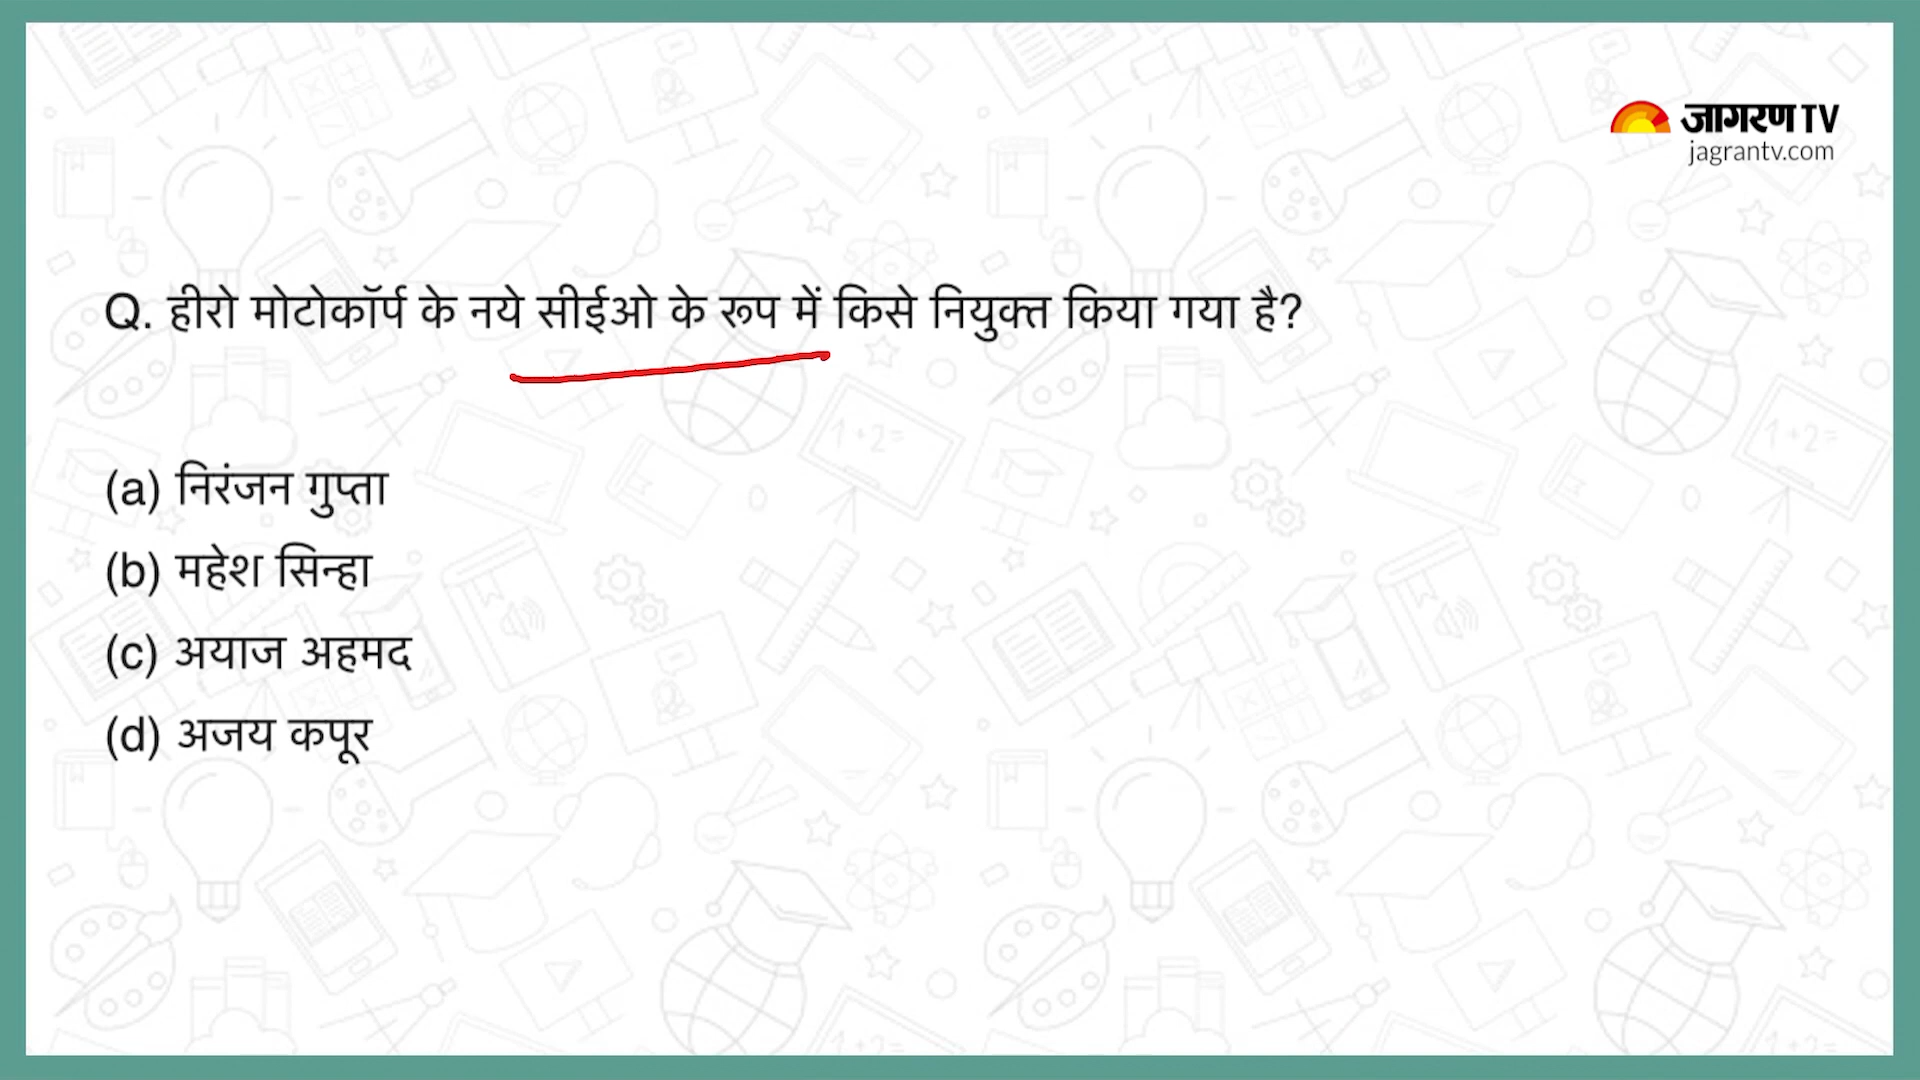 जागरण TV
jagrantv.com
Q. हीरो मोटोकॉर्प के नये सीईओ के रूप में किसे नियुक्त किया गया है?
(a) निरंजन गुप्ता
(b) महेश सिन्हा
(c) अयाज अहमद
(d) अजय कपूर